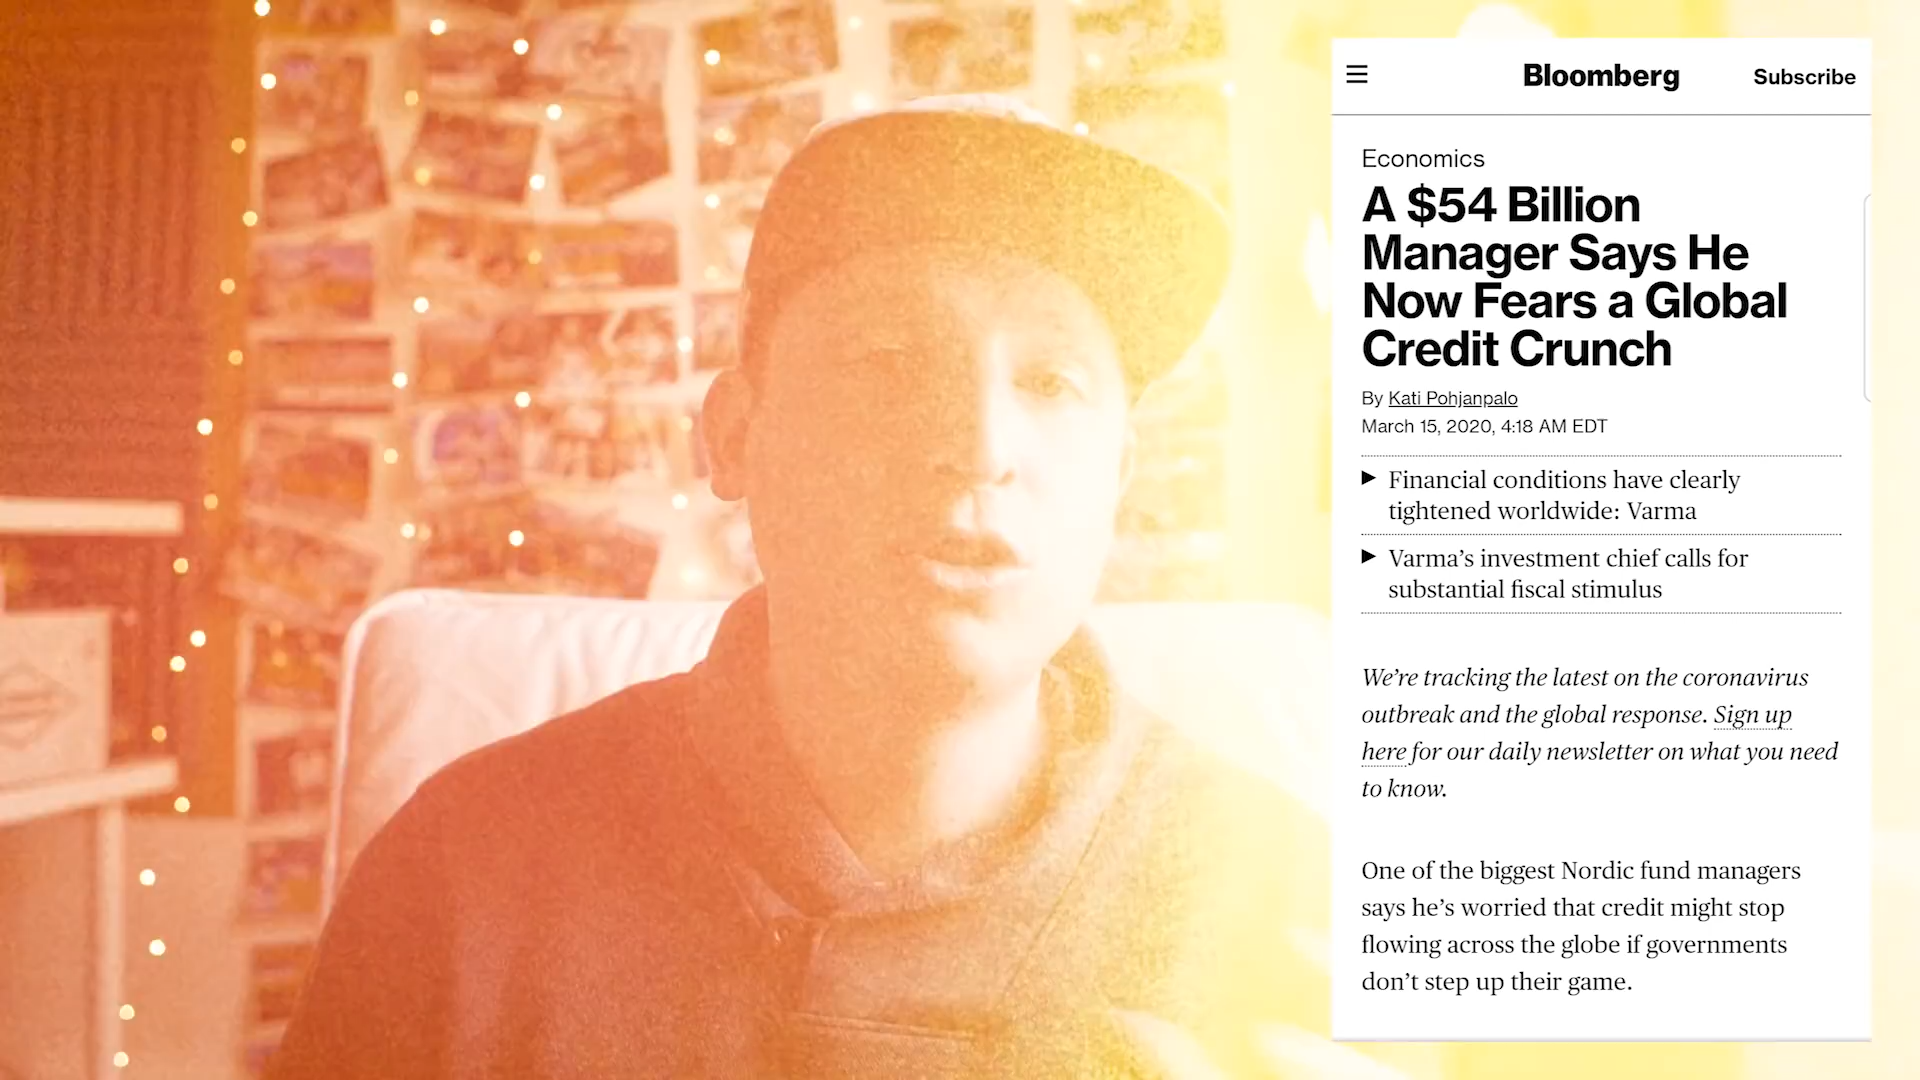 Bloomberg
Subscribe
Economics
A $54 Billion
Manager Says He
Now Fears a Global
Credit Crunch
By Kati Pohjanpalo
March 15, 2020, 4:18 AM EDT
▶ Financial conditions have clearly
tightened worldwide: Varma
▶ Varma’s investment chief calls for
substantial fiscal stimulus
We’re tracking the latest on the coronavirus
outbreak and the global response. Sign up
here for our daily newsletter on what you need
to know.
One of the biggest Nordic fund managers
says he’s worried that credit might stop
flowing across the globe if governments
don’t step up their game.